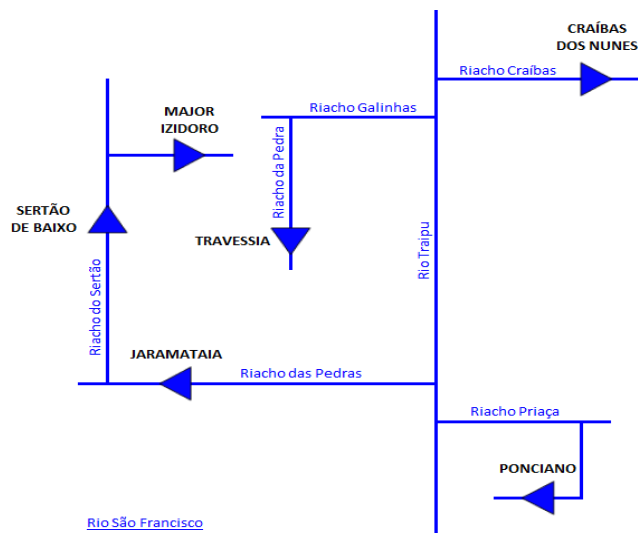 CRAÍBAS
DOS NUNES
Riacho Craíbas
MAJOR
IZIDORO
Riacho Galinhas
Riacho da Pedra
SERTÃO
DE BAIXO
TRAVESSIA
Rio Traipu
Riacho do Sertão
JARAMATAIA
Riacho das Pedras
Riacho Priaça
PONCIANO
Rio São Francisco